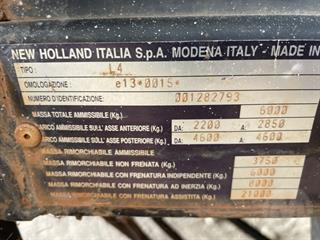 NEW HOLLAND ITALIA S.p.A. MODENA ITALY - MADE IN
TIPO: L4
OMOLOGAZIONE: e13*0015*
NUMERO D'IDENTIFICAZIONE: 001282793
MASSA TOTALE AMMISSIBILE (Kg.) 6000
CARICO AMMISSIBILE SULL'ASSE ANTERIORE (Kg.) DA: 2200 A: 2850
CARICO AMMISSIBILE SULL'ASSE POSTERIORE (Kg.) DA: 4600 A: 4600
MASSA RIMORCHIABILE AMMISSIBILE
MASSA RIMORCHIABILE NON FRENATA (Kg.) 3750
MASSA RIMORCHIABILE CON FRENATURA INDIPENDENTE (Kg.) 6000
MASSA RIMORCHIABILE CON FRENATURA AD INERZIA (Kg.) 8000
MASSA RIMORCHIABILE CON FRENATURA ASSISTITA (Kg.) 21000